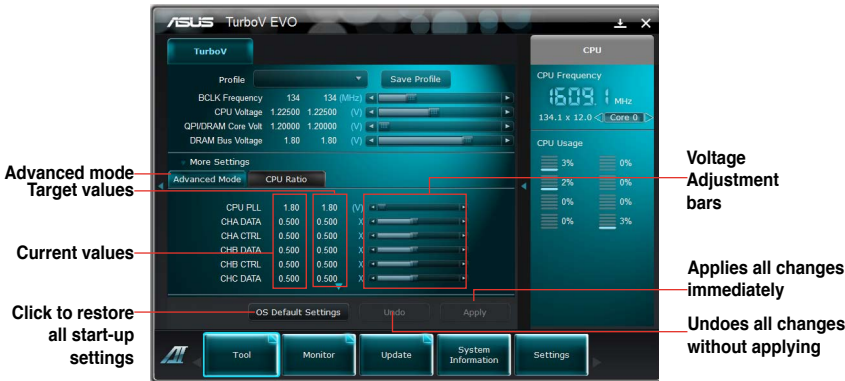 ASUS TurboV EVO
TurboV
Profile
Save Profile
BCLK Frequency 134 134 (MHz)
CPU Voltage 1.22500 1.22500 (V)
QPI/DRAM Core Volt 1.20000 1.20000 (V)
DRAM Bus Voltage 1.80 1.80 (V)
More Settings
Advanced Mode CPU Ratio
CPU PLL 1.80 1.80 (V)
CHA DATA 0.500 0.500 X
CHA CTRL 0.500 0.500 X
CHB DATA 0.500 0.500 X
CHB CTRL 0.500 0.500 X
CHC DATA 0.500 0.500 X
OS Default Settings Undo Apply
AI Tool Monitor Update System Information Settings
CPU
CPU Frequency
1609.1 MHz
134.1 x 12.0 Core 0
CPU Usage
3% 0%
2% 0%
0% 0%
0% 3%
Advanced mode
Target values
Current values
Click to restore
all start-up
settings
Voltage
Adjustment
bars
Applies all changes
immediately
Undoes all changes
without applying